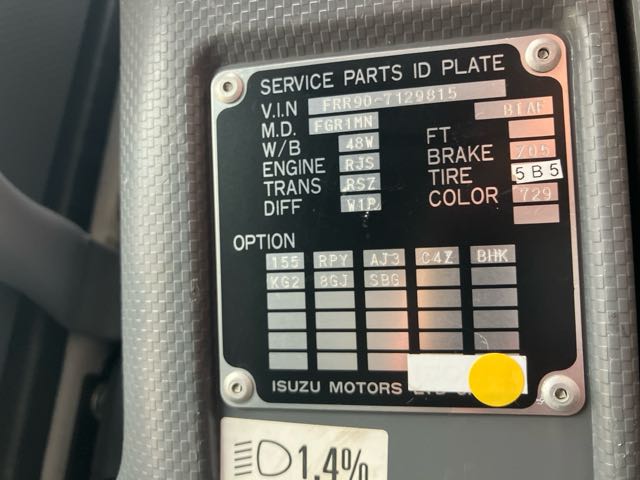 SERVICE PARTS ID PLATE
V.I.N FRR90-7129815
M.D. FGR1MN
W/B 48W FT
ENGINE RJS BRAKE Z05
TRANS RSZ TIRE 5B5
DIFF W1P COLOR 729
OPTION
155 RPY AJ3 C4Z BHK
KG2 8GJ SBG
ISUZU MOTORS LTD
1.4%